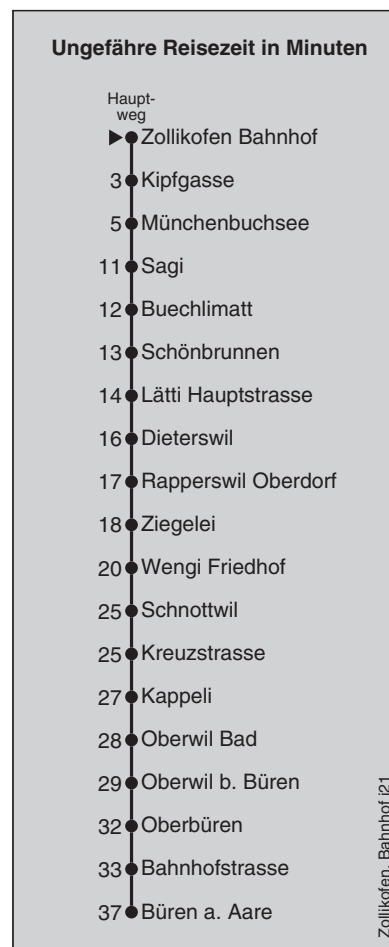 Ungefähre Reisezeit in Minuten
Haupt-
weg
Zollikofen Bahnhof
3 Kipfgasse
5 Münchenbuchsee
11 Sagi
12 Buechlimatt
13 Schönbrunnen
14 Lätti Hauptstrasse
16 Dieterswil
17 Rapperswil Oberdorf
18 Ziegelei
20 Wengi Friedhof
25 Schnottwil
25 Kreuzstrasse
27 Kappeli
28 Oberwil Bad
29 Oberwil b. Büren
32 Oberbüren
33 Bahnhofstrasse
37 Büren a. Aare
Zollikofen, Bahnhof j21